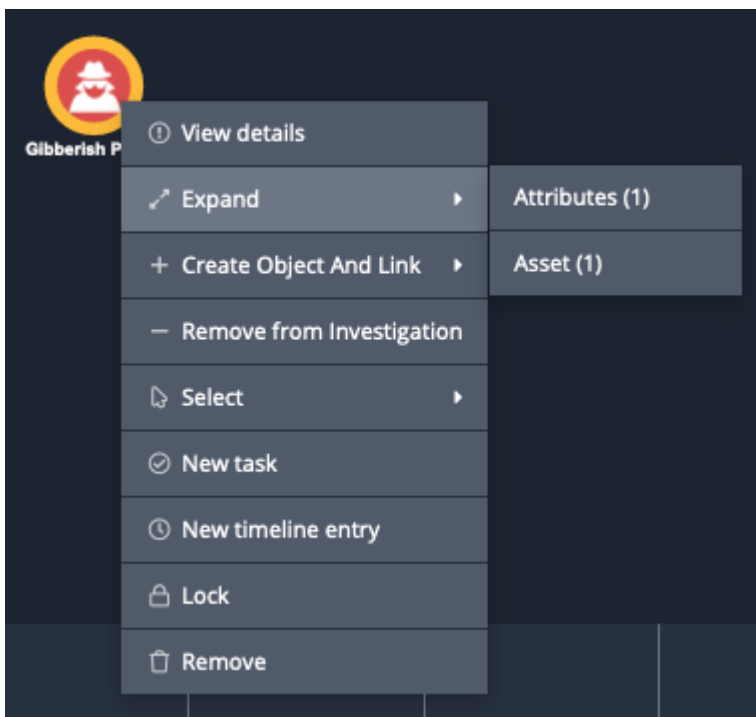 Gibberish P
View details
Expand
Attributes (1)
Create Object And Link
Asset (1)
Remove from Investigation
Select
New task
New timeline entry
Lock
Remove